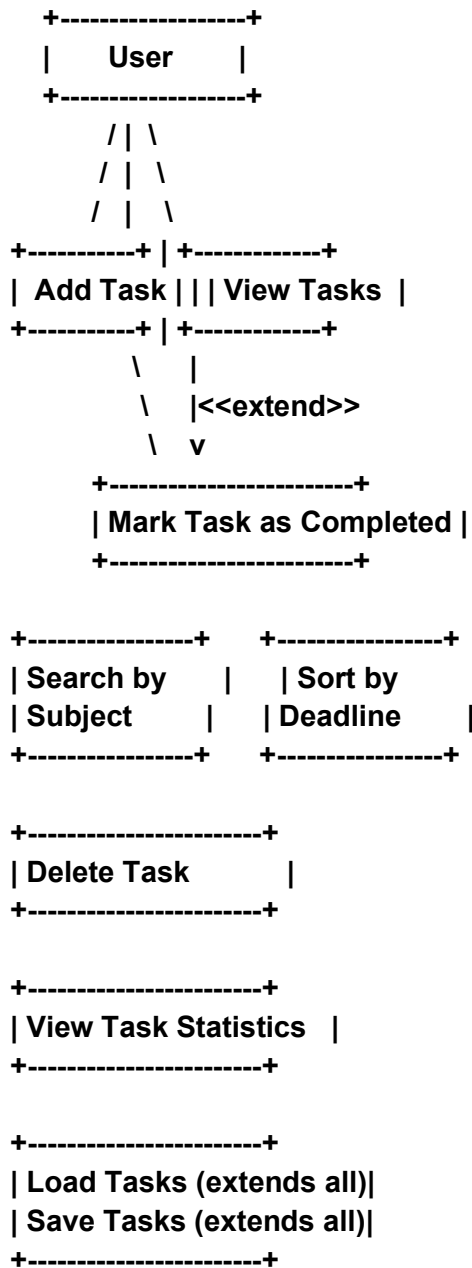 +-------------------+
| User |
+-------------------+
/ | \
/ | \
/ | \
+-----------+ | +-------------+
| Add Task | | | View Tasks |
+-----------+ | +-------------+
\ |
\ |<<extend>>
\ v
+-------------------------+
| Mark Task as Completed |
+-------------------------+
+-----------------+ +-----------------+
| Search by | | Sort by
| Subject | | Deadline |
+-----------------+ +-----------------+
+------------------------+
| Delete Task |
+------------------------+
+------------------------+
| View Task Statistics |
+------------------------+
+------------------------+
| Load Tasks (extends all)|
| Save Tasks (extends all)|
+------------------------+